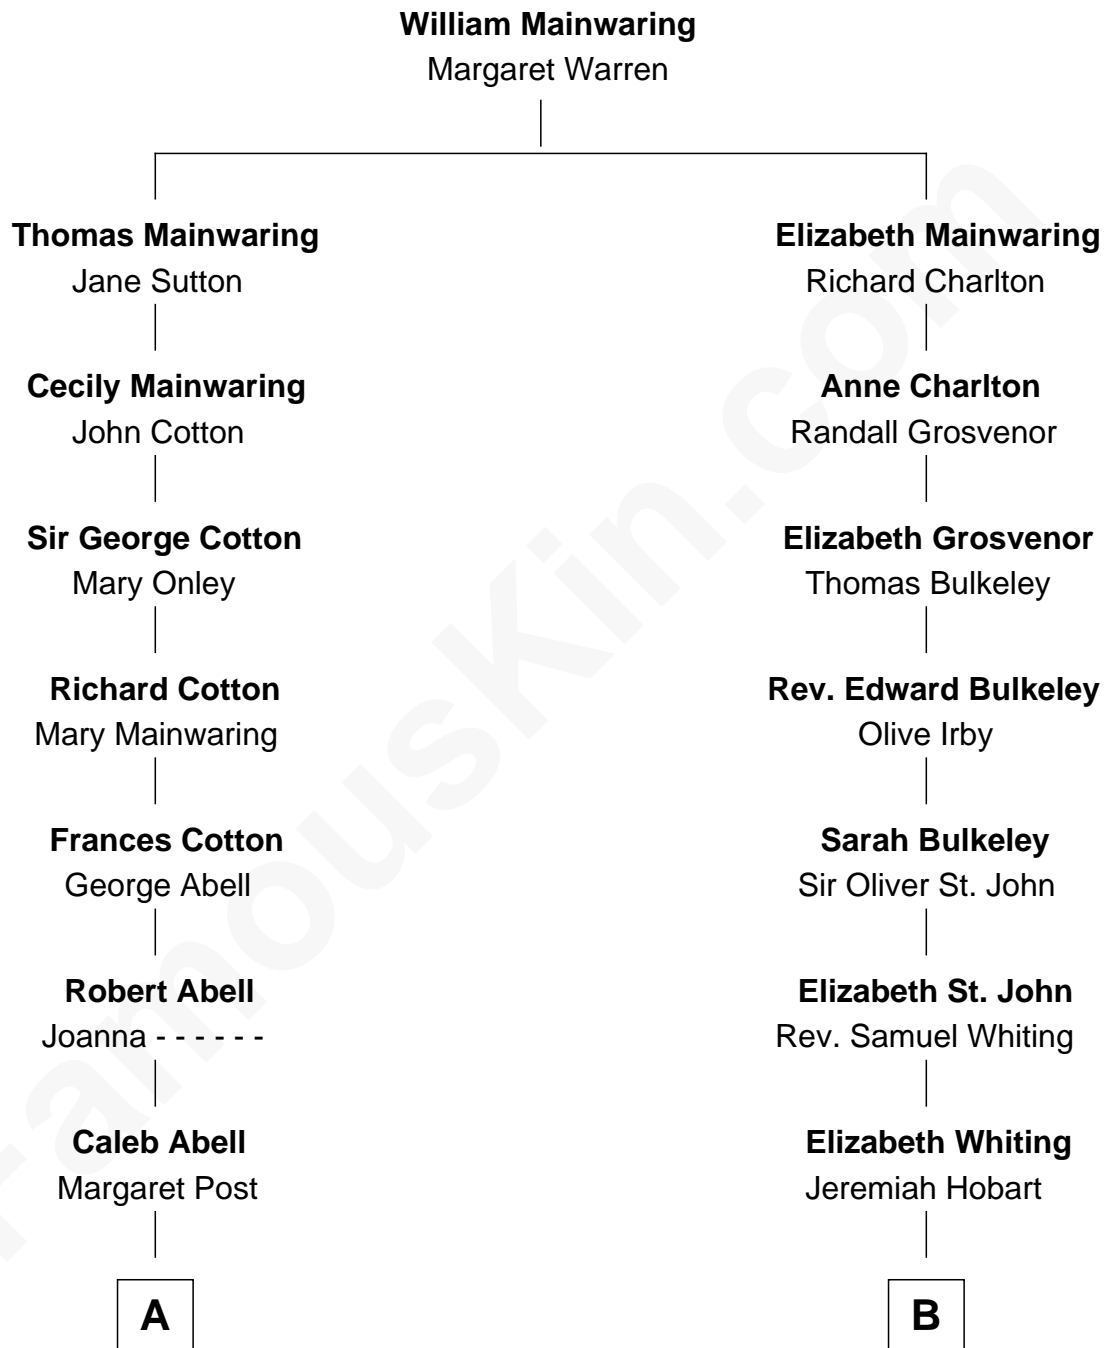 William Mainwaring
Margaret Warren
Thomas Mainwaring
Jane Sutton
Cecily Mainwaring
John Cotton
Sir George Cotton
Mary Onley
Richard Cotton
Mary Mainwaring
Frances Cotton
George Abell
Robert Abell
Joanna - - - - - -
Caleb Abell
Margaret Post
A
Elizabeth Mainwaring
Richard Charlton
Anne Charlton
Randall Grosvenor
Elizabeth Grosvenor
Thomas Bulkeley
Rev. Edward Bulkeley
Olive Irby
Sarah Bulkeley
Sir Oliver St. John
Elizabeth St. John
Rev. Samuel Whiting
Elizabeth Whiting
Jeremiah Hobart
B
FamousKin.com